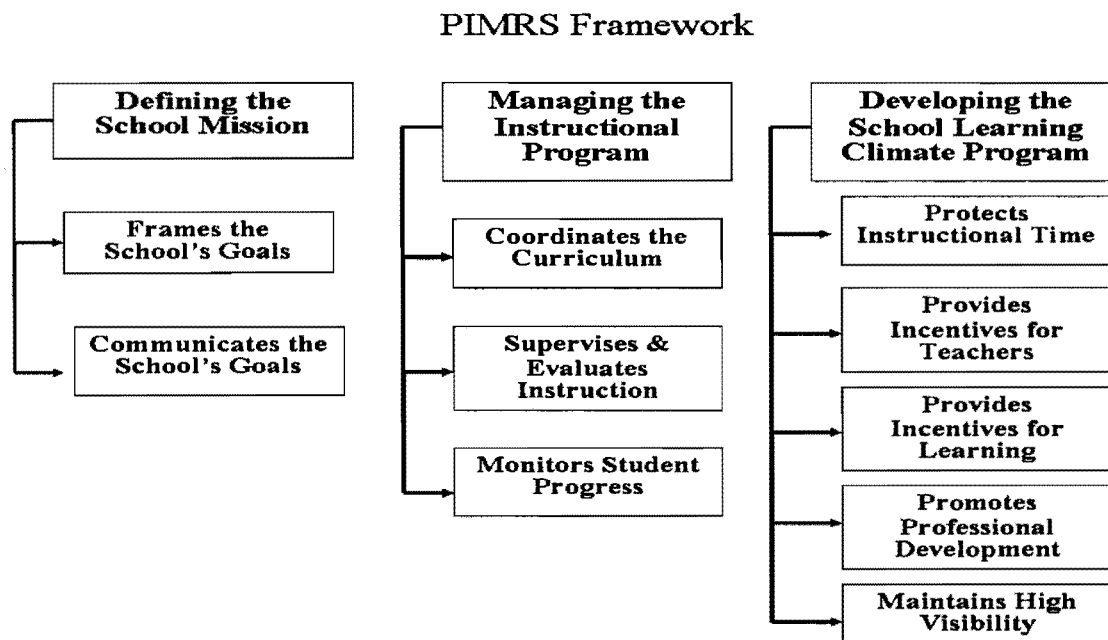 PIMRS Framework
Defining the
School Mission
Frames the
School's Goals
Communicates the
School's Goals
Managing the
Instructional
Program
Coordinates the
Curriculum
Supervises &
Evaluates
Instruction
Monitors Student
Progress
Developing the
School Learning
Climate Program
Protects
Instructional Time
Provides
Incentives for
Teachers
Provides
Incentives for
Learning
Promotes
Professional
Development
Maintains High
Visibility